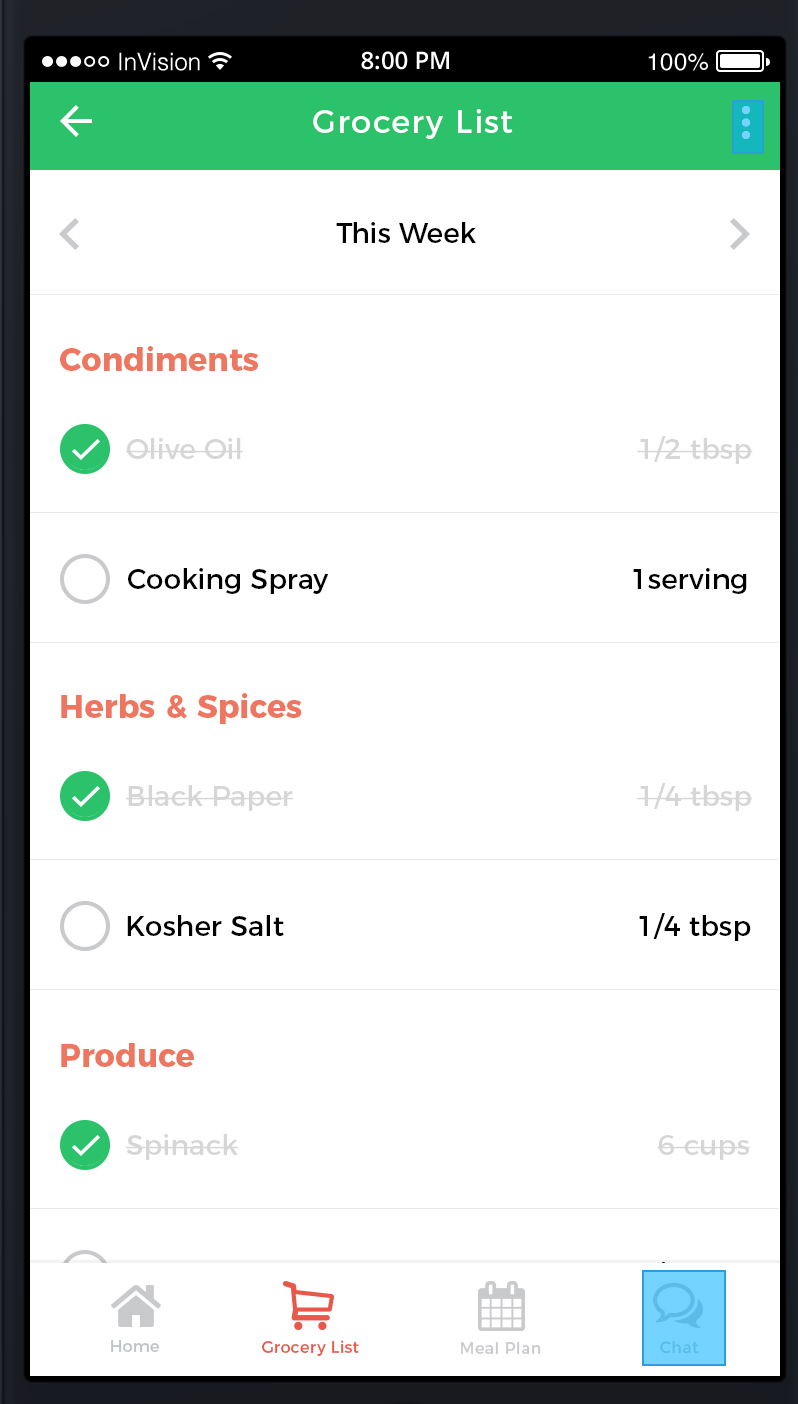 InVision 8:00 PM 100%
Grocery List
This Week
Condiments
Olive Oil 1/2 tbsp
Cooking Spray 1 serving
Herbs & Spices
Black Paper 1/4 tbsp
Kosher Salt 1/4 tbsp
Produce
Spinack 6 cups
Home Grocery List Meal Plan Chat